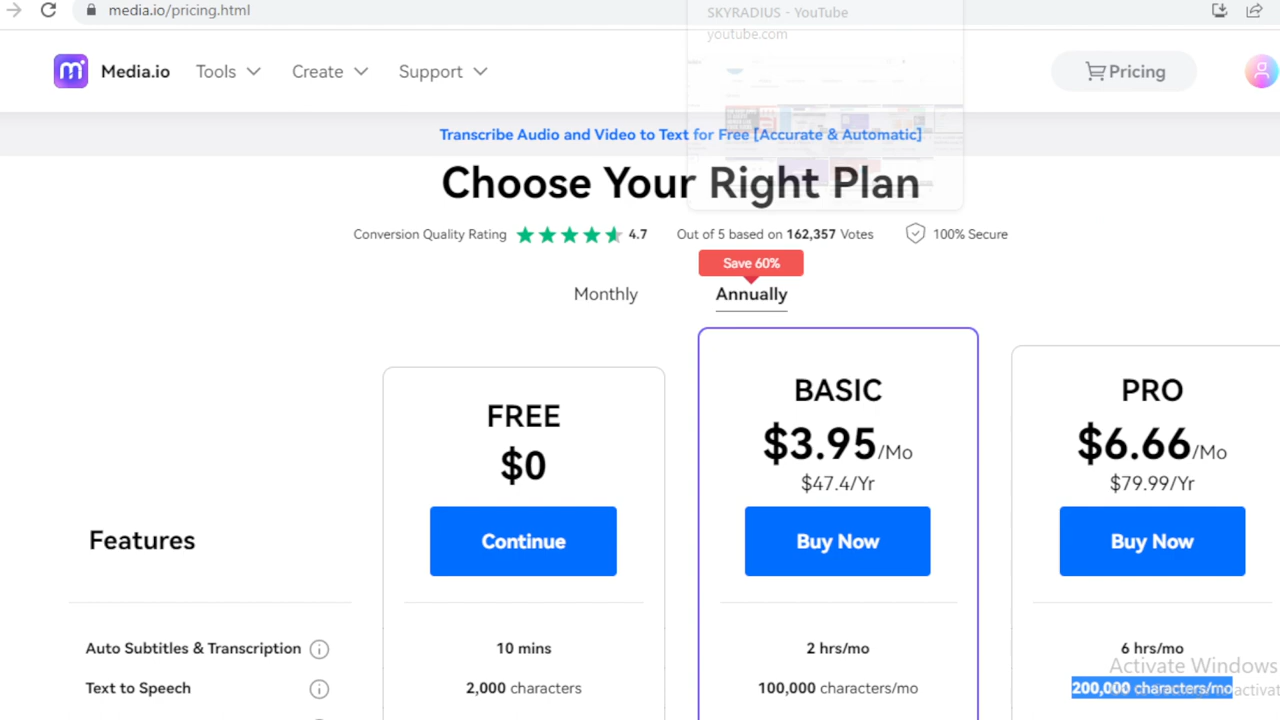 media.io/pricing.html
SKYRADIUS - YouTube
youtube.com
Media.io
Tools
Create
Support
Pricing
Transcribe Audio and Video to Text for Free [Accurate & Automatic]
Choose Your Right Plan
Conversion Quality Rating 4.7 Out of 5 based on 162,357 Votes 100% Secure
Save 60%
Monthly
Annually
FREE
$0
Continue
BASIC
$3.95/Mo
$47.4/Yr
Buy Now
PRO
$6.66/Mo
$79.99/Yr
Buy Now
Features
Auto Subtitles & Transcription 10 mins 2 hrs/mo 6 hrs/mo
Activate Windows
Text to Speech 2,000 characters 100,000 characters/mo 200,000 characters/mo